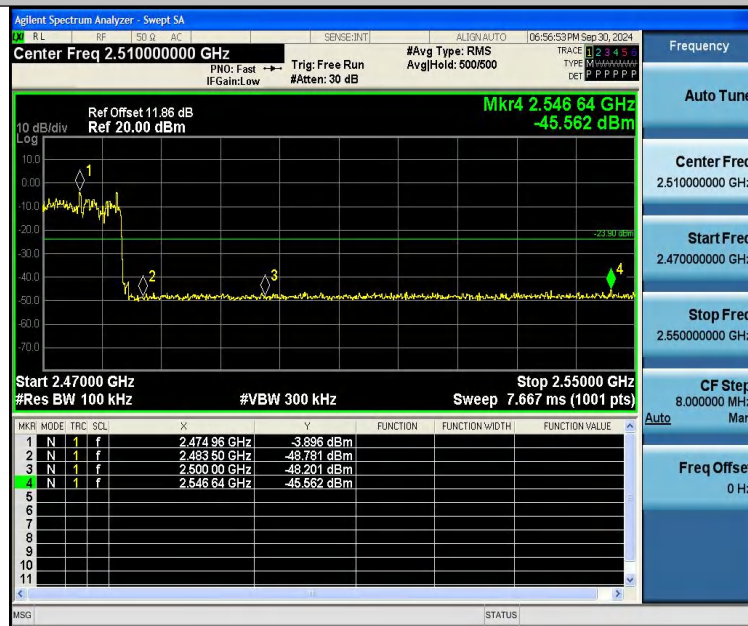 Agilent Spectrum Analyzer - Swept SA
LXI RL RF 50 Ω AC SENSE:INT ALIGNAUTO 06:56:53PM Sep 30, 2024
Center Freq 2.510000000 GHz
PNO: Fast
IFGain:Low
Trig: Free Run
#Atten: 30 dB
#Avg Type: RMS
Avg|Hold: 500/500
TRACE 1 2 3 4 5 6
TYPE M
DET P P P P P P
Mkr4 2.546 64 GHz
-45.562 dBm
Ref Offset 11.86 dB
Ref 20.00 dBm
10 dB/div
Log
10.0
0.00
-10.0
-20.0
-30.0
-40.0
-50.0
-60.0
-70.0
1
2
3
4
-23.90 dBm
Start 2.47000 GHz
Stop 2.55000 GHz
#Res BW 100 kHz
#VBW 300 kHz
Sweep 7.667 ms (1001 pts)
MKR MODE TRC SCL X Y FUNCTION FUNCTION WIDTH FUNCTION VALUE
1 N 1 f 2.474 96 GHz -3.896 dBm
2 N 1 f 2.483 50 GHz -48.781 dBm
3 N 1 f 2.500 00 GHz -48.201 dBm
4 N 1 f 2.546 64 GHz -45.562 dBm
5
6
7
8
9
10
11
MSG
STATUS
Frequency
Auto Tune
Center Freq
2.510000000 GHz
Start Freq
2.470000000 GHz
Stop Freq
2.550000000 GHz
CF Step
8.000000 MHz
Auto Man
Freq Offset
0 Hz